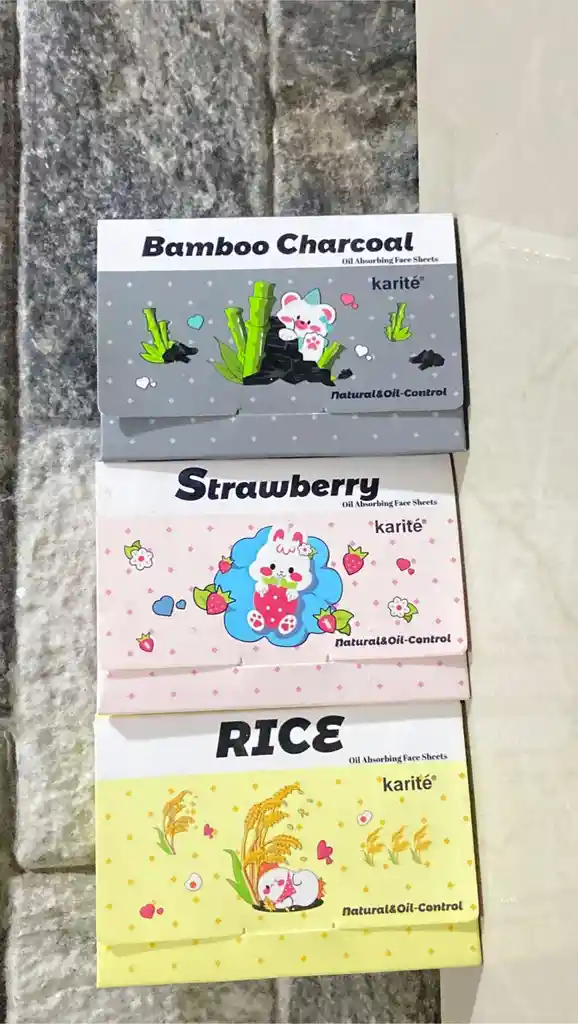 Bamboo Charcoal
Oil Absorbing Face Sheets
karité®
Natural&Oil-Control
Strawberry
Oil Absorbing Face Sheets
karité®
Natural&Oil-Control
RICE
Oil Absorbing Face Sheets
karité®
Natural&Oil-Control